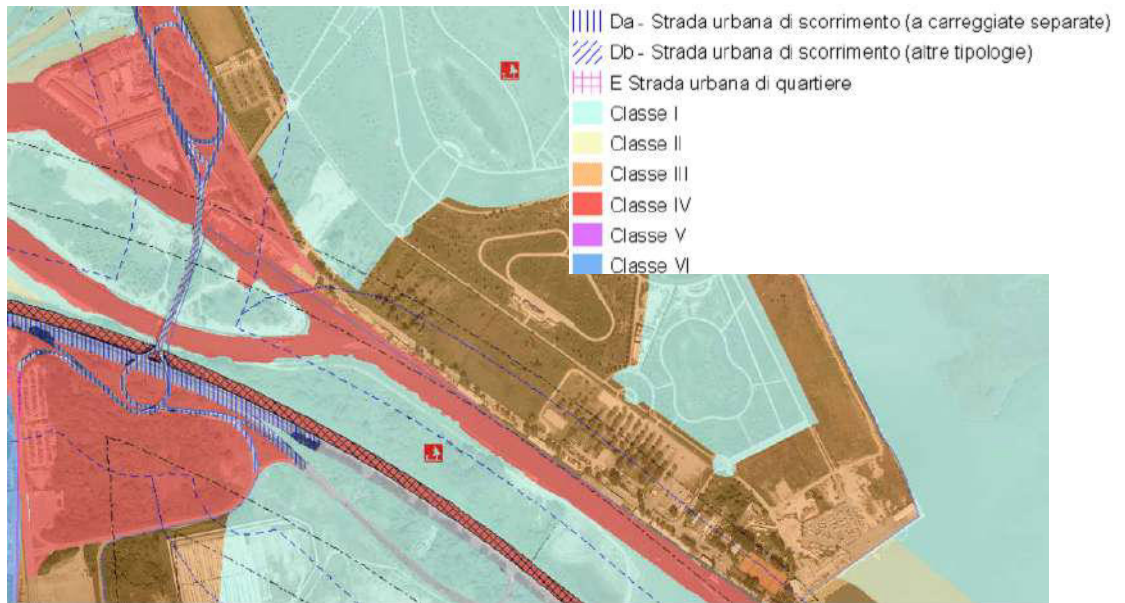 Da - Strada urbana di scorrimento (a carreggiate separate)
Db - Strada urbana di scorrimento (altre tipologie)
E Strada urbana di quartiere
Classe I
Classe II
Classe III
Classe IV
Classe V
Classe VI